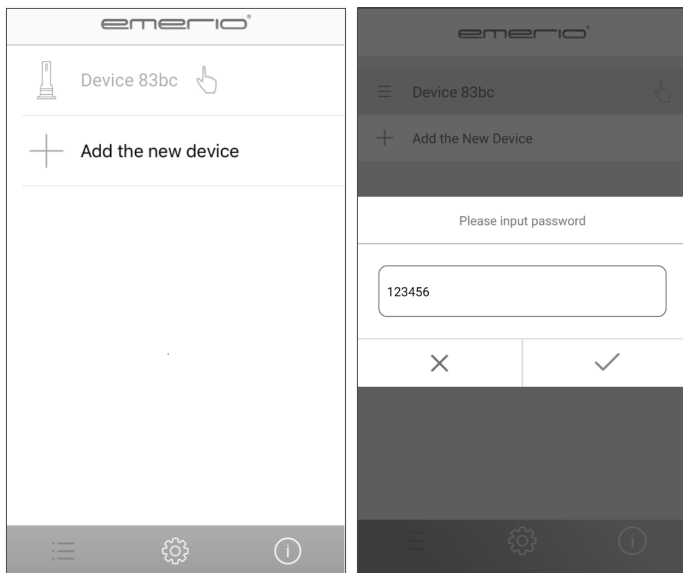 emerio®
Device 83bc
Add the new device
emerio®
Device 83bc
Add the New Device
Please input password
123456